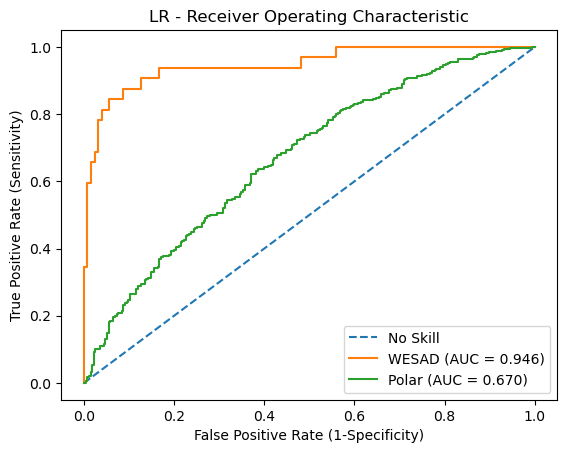 LR - Receiver Operating Characteristic
True Positive Rate (Sensitivity)
1.0
0.8
0.6
0.4
0.2
0.0
No Skill
WESAD (AUC = 0.946)
Polar (AUC = 0.670)
0.0 0.2 0.4 0.6 0.8 1.0
False Positive Rate (1-Specificity)